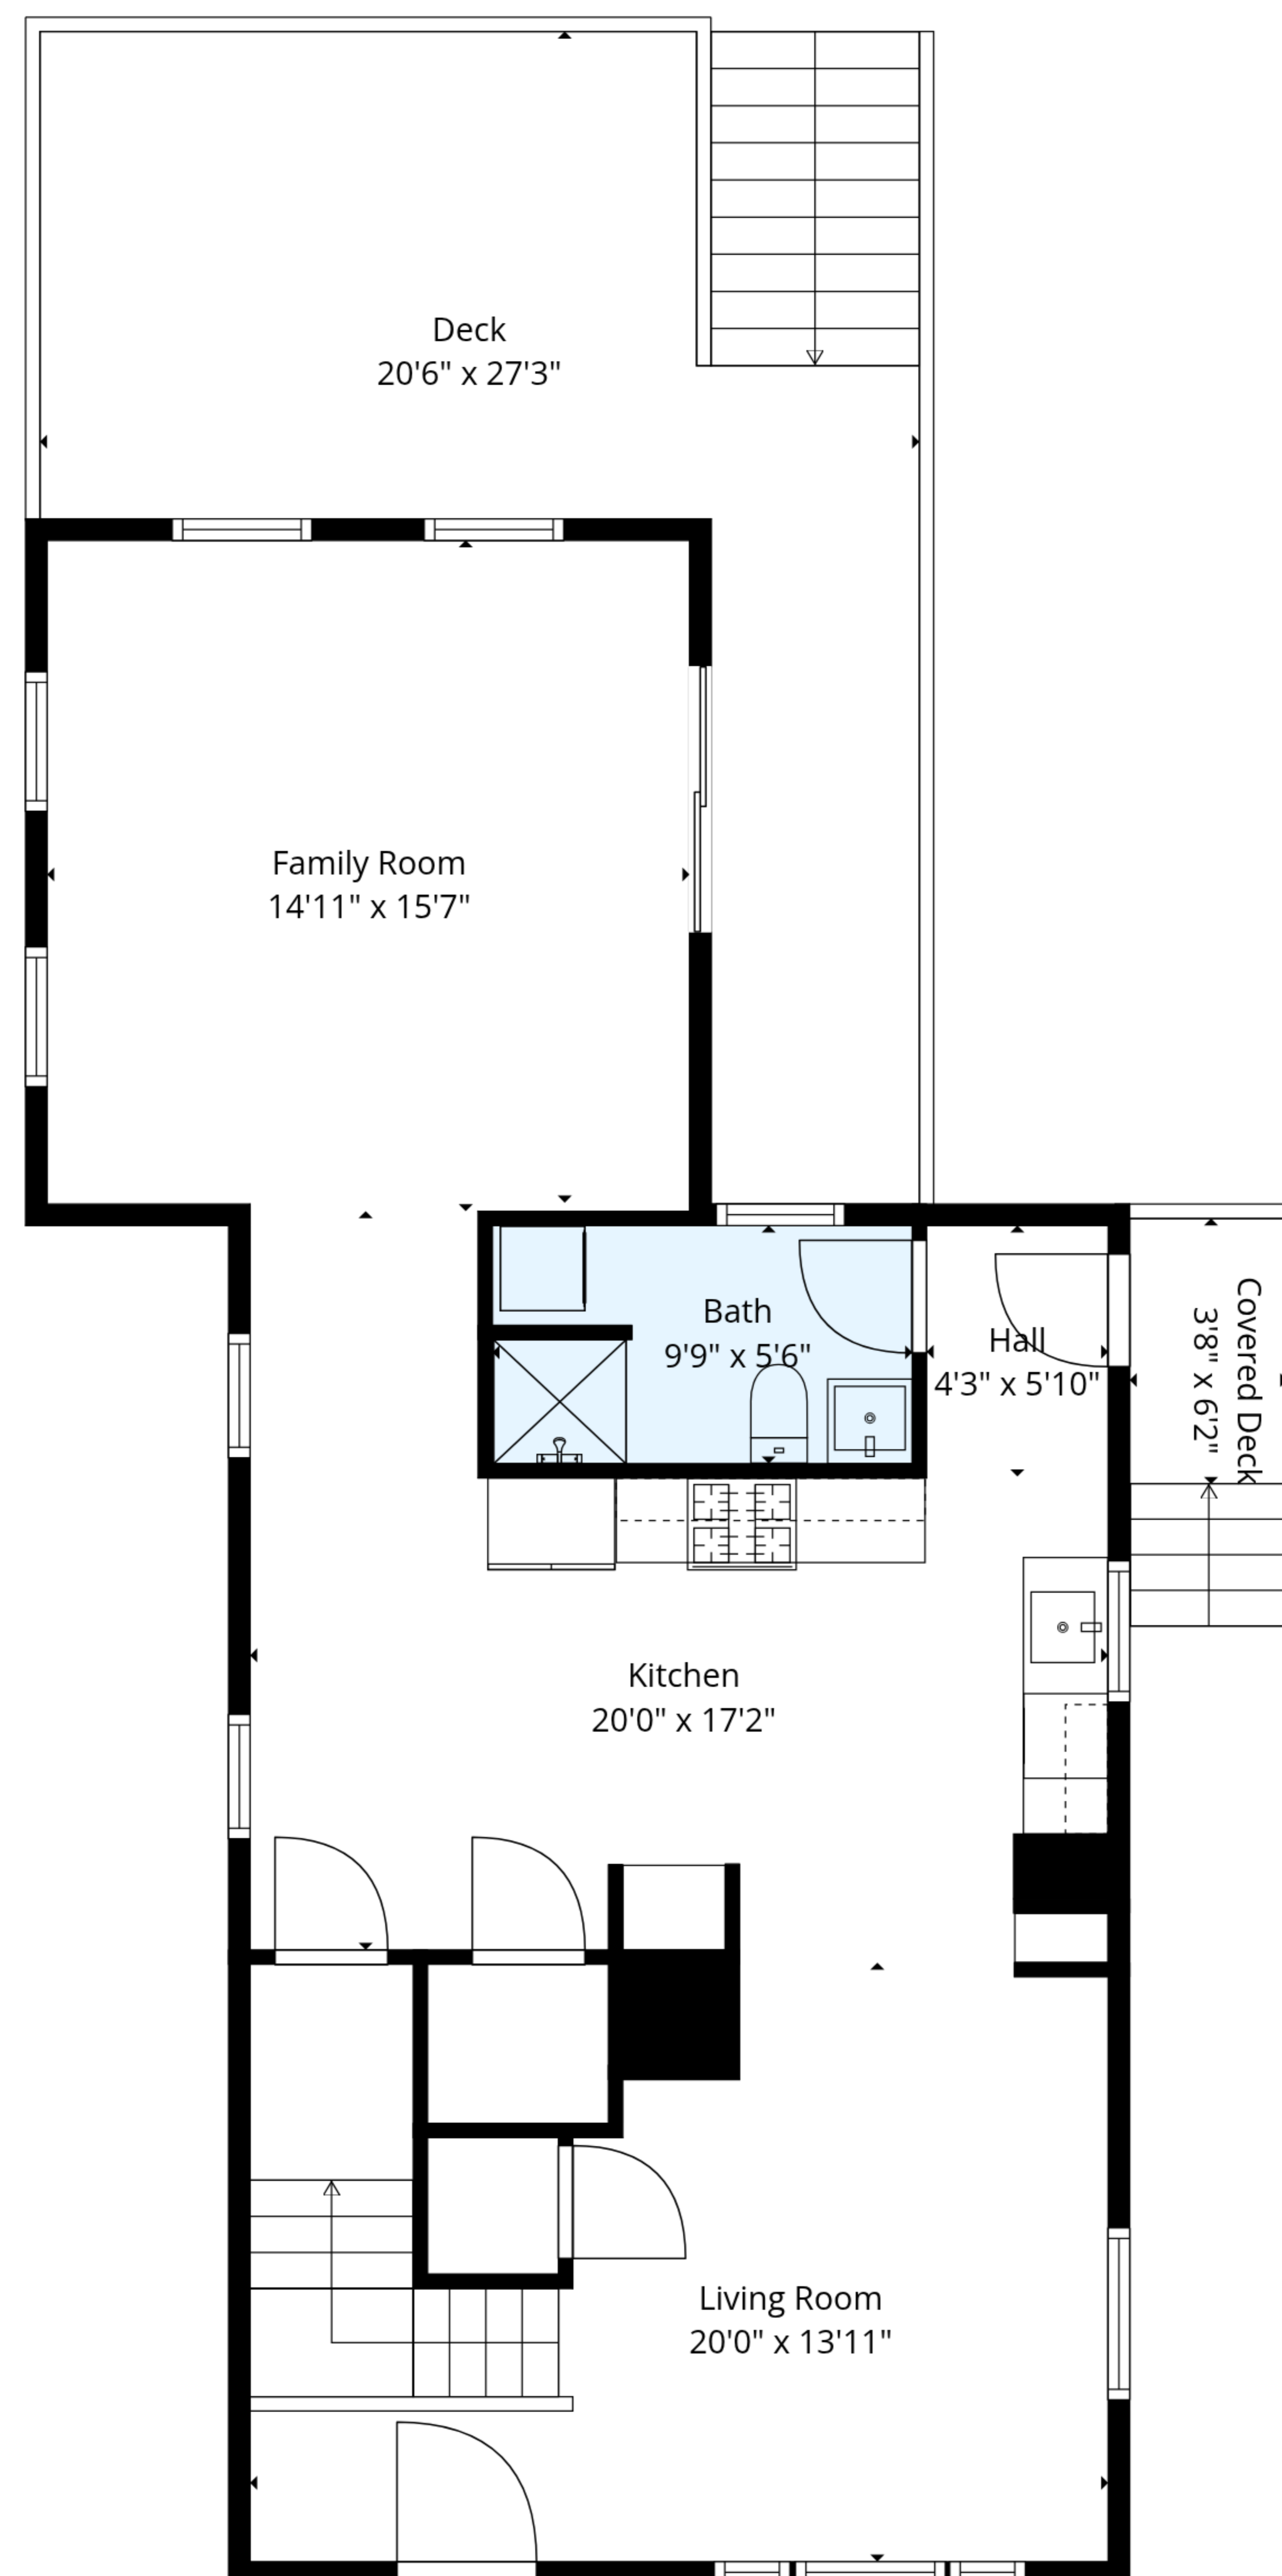 Deck
20'6" x 27'3"
Family Room
14'11" x 15'7"
Bath
9'9" x 5'6"
Hall
4'3" x 5'10"
Covered Deck
3'8" x 6'2"
Kitchen
20'0" x 17'2"
Living Room
20'0" x 13'11"